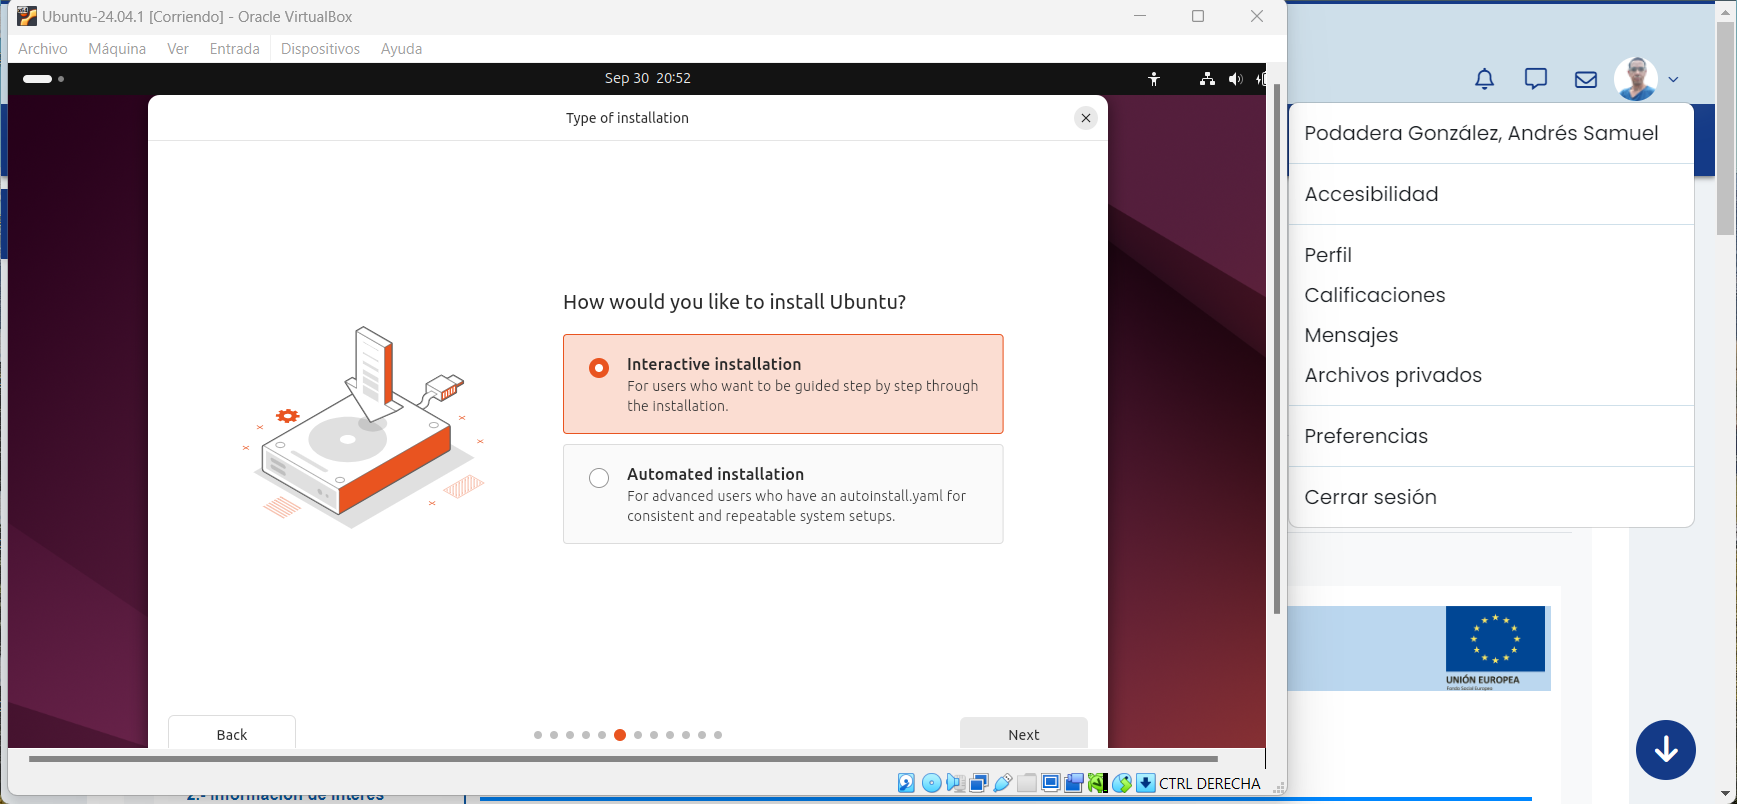 Ubuntu-24.04.1 [Corriendo] - Oracle VirtualBox
Archivo Máquina Ver Entrada Dispositivos Ayuda
Sep 30 20:52
Type of installation
How would you like to install Ubuntu?
Interactive installation
For users who want to be guided step by step through
the installation.
Automated installation
For advanced users who have an autoinstall.yaml for
consistent and repeatable system setups.
Back
Next
CTRL DERECHA
Podadera González, Andrés Samuel
Accesibilidad
Perfil
Calificaciones
Mensajes
Archivos privados
Preferencias
Cerrar sesión
UNIÓN EUROPEA
Fondo Social Europeo
2.- Información de interés